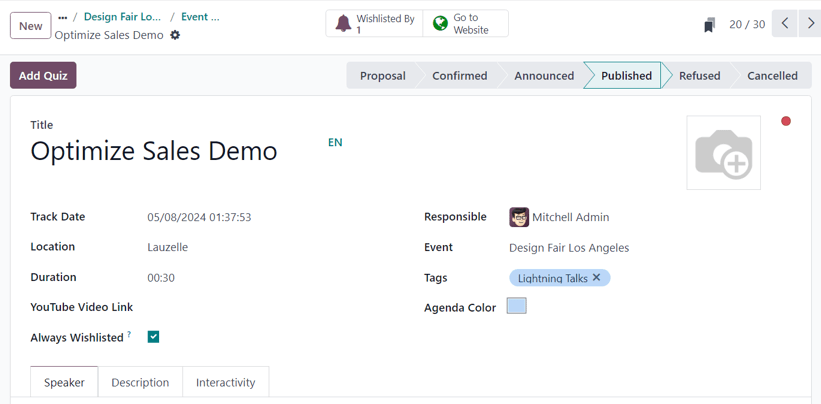 New ... / Design Fair Lo... / Event ...
Optimize Sales Demo
Wishlisted By
1
Go to
Website
20 / 30
Add Quiz
Proposal Confirmed Announced Published Refused Cancelled
Title
Optimize Sales Demo EN
Track Date 05/08/2024 01:37:53
Responsible Mitchell Admin
Location Lauzelle
Event Design Fair Los Angeles
Duration 00:30
Tags Lightning Talks ×
YouTube Video Link
Agenda Color
Always Wishlisted ?
Speaker Description Interactivity